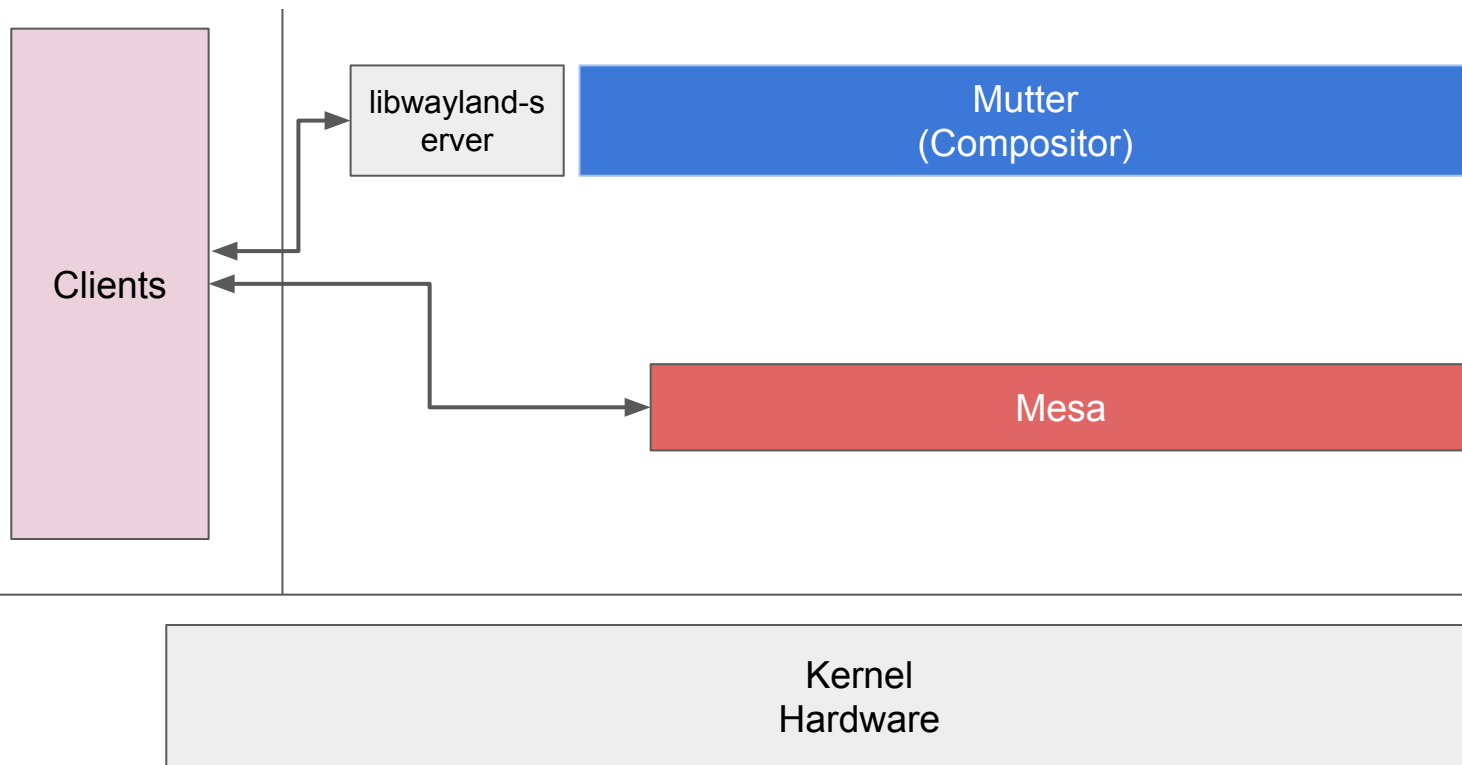 libwayland-s
erver
Mutter
(Compositor)
Clients
Mesa
Kernel
Hardware